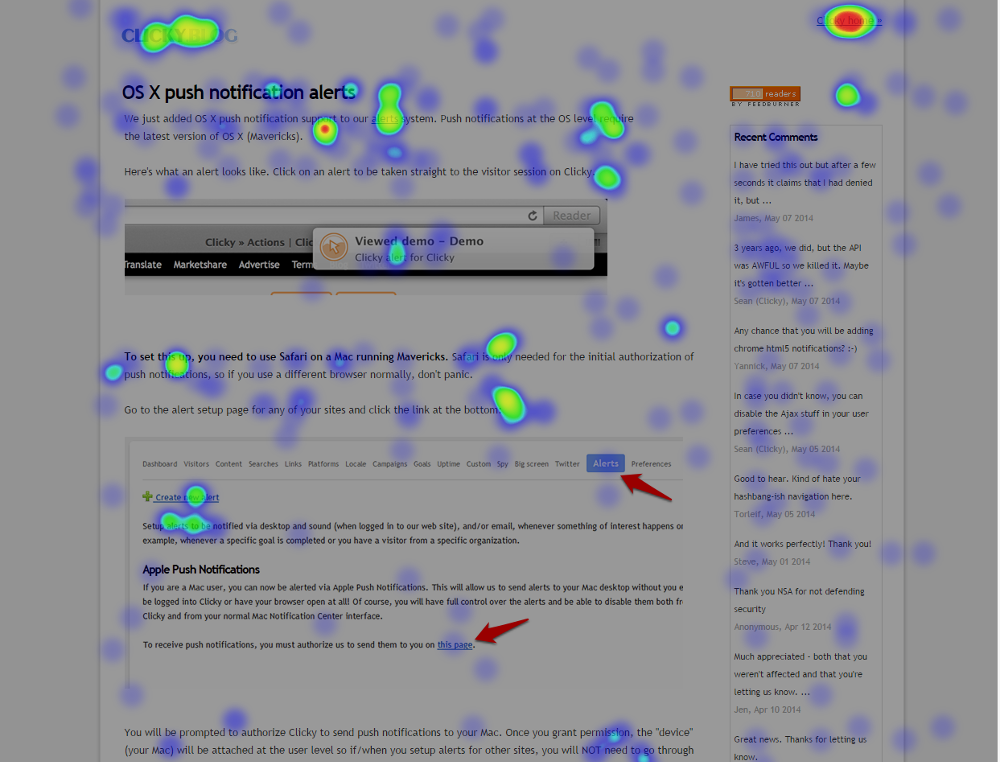 CLICKY BLOG
Clicky home »
OS X push notification alerts
We just added OS X push notification support to our alerts system. Push notifications at the OS level require
the latest version of OS X (Mavericks).
Here's what an alert looks like. Click on an alert to be taken straight to the visitor session on Clicky.
Reader
Clicky » Actions | Clic
Viewed demo - Demo
Clicky alert for Clicky
Translate Marketshare Advertise Term
To set this up, you need to use Safari on a Mac running Mavericks. Safari is only needed for the initial authorization of
push notifications, so if you use a different browser normally, don't panic.
Go to the alert setup page for any of your sites and click the link at the bottom:
Dashboard Visitors Content Searches Links Platforms Locale Campaigns Goals Uptime Custom Spy Big screen Twitter Alerts Preferences
Create new alert
Setup alerts to be notified via desktop and sound (when logged in to our web site), and/or email, whenever something of interest happens or
example, whenever a specific goal is completed or you have a visitor from a specific organization.
Apple Push Notifications
If you are a Mac user, you can now be alerted via Apple Push Notifications. This will allow us to send alerts to your Mac desktop without you e
be logged into Clicky or have your browser open at all! Of course, you will have full control over the alerts and be able to disable them both fr
Clicky and from your normal Mac Notification Center interface.
To receive push notifications, you must authorize us to send them to you on this page.
You will be prompted to authorize Clicky to send push notifications to your Mac. Once you grant permission, the "device"
(your Mac) will be attached at the user level so if/when you setup alerts for other sites, you will NOT need to go through
710 readers
BY FEEDBURNER
Recent Comments
I have tried this out but after a few
seconds it claims that I had denied
it, but ...
James, May 07 2014
3 years ago, we did, but the API
was AWFUL so we killed it. Maybe
it's gotten better ...
Sean (Clicky), May 07 2014
Any chance that you will be adding
chrome html5 notifications? :-)
Yannick, May 07 2014
In case you didn't know, you can
disable the Ajax stuff in your user
preferences ...
Sean (Clicky), May 05 2014
Good to hear. Kind of hate your
hashbang-ish navigation here.
Torleif, May 05 2014
And it works perfectly! Thank you!
Steve, May 01 2014
Thank you NSA for not defending
security
Anonymous, Apr 12 2014
Much appreciated - both that you
weren't affected and that you're
letting us know. ...
Jen, Apr 10 2014
Great news. Thanks for letting us
know.